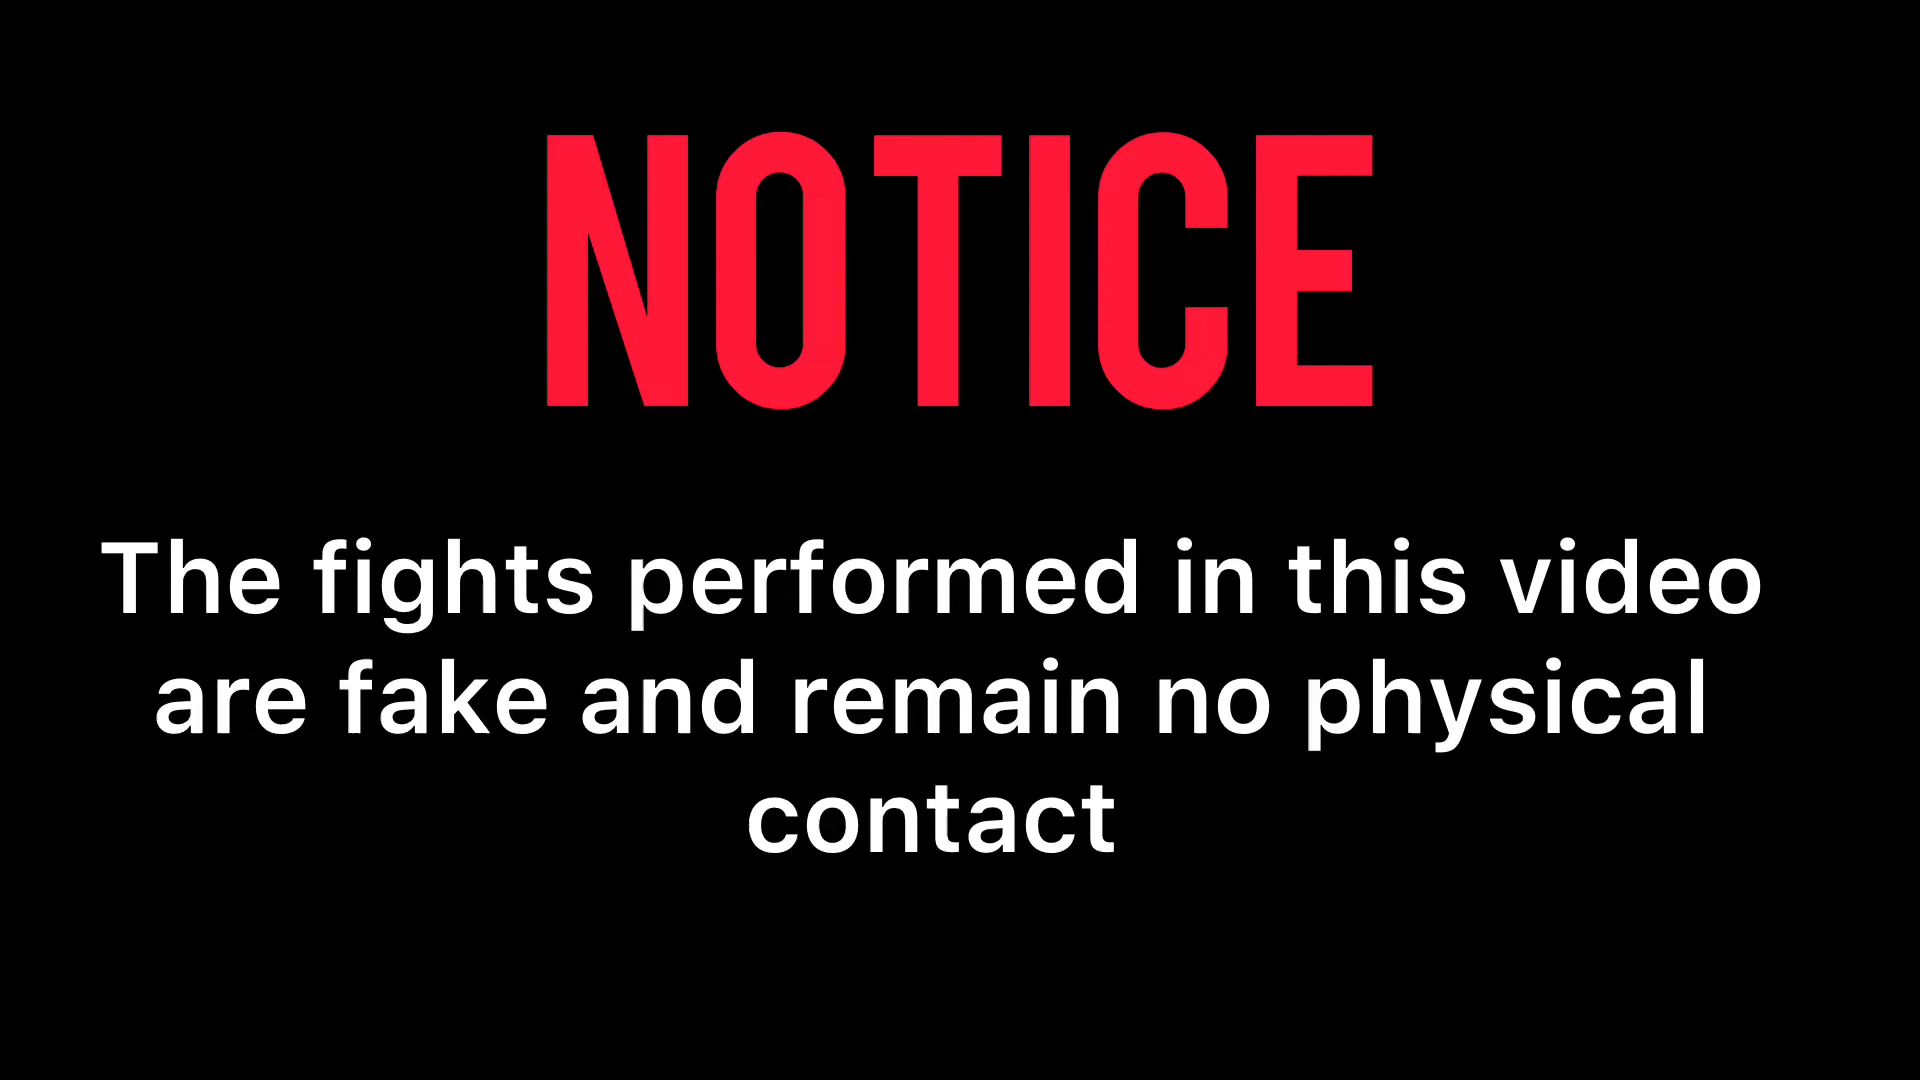 NOTICE
The fights performed in this video
are fake and remain no physical
contact